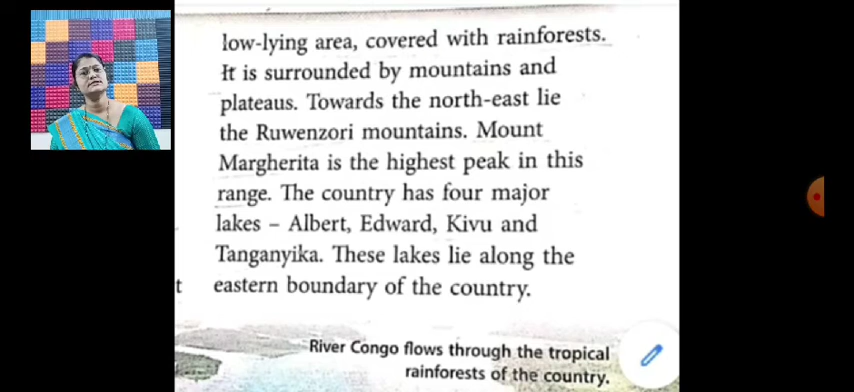 low-lying area, covered with rainforests.
It is surrounded by mountains and
plateaus. Towards the north-east lie
the Ruwenzori mountains. Mount
Margherita is the highest peak in this
range. The country has four major
lakes – Albert, Edward, Kivu and
Tanganyika. These lakes lie along the
eastern boundary of the country.
t
River Congo flows through the tropical
rainforests of the country.